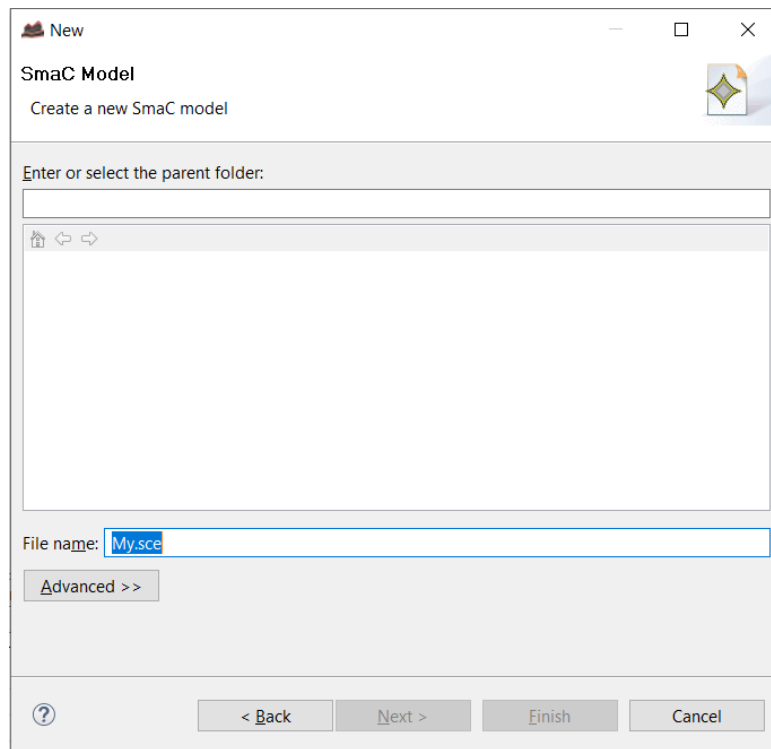 New
SmaC Model
Create a new SmaC model
Enter or select the parent folder:
File name: My.sce
Advanced >>
? < Back Next > Finish Cancel